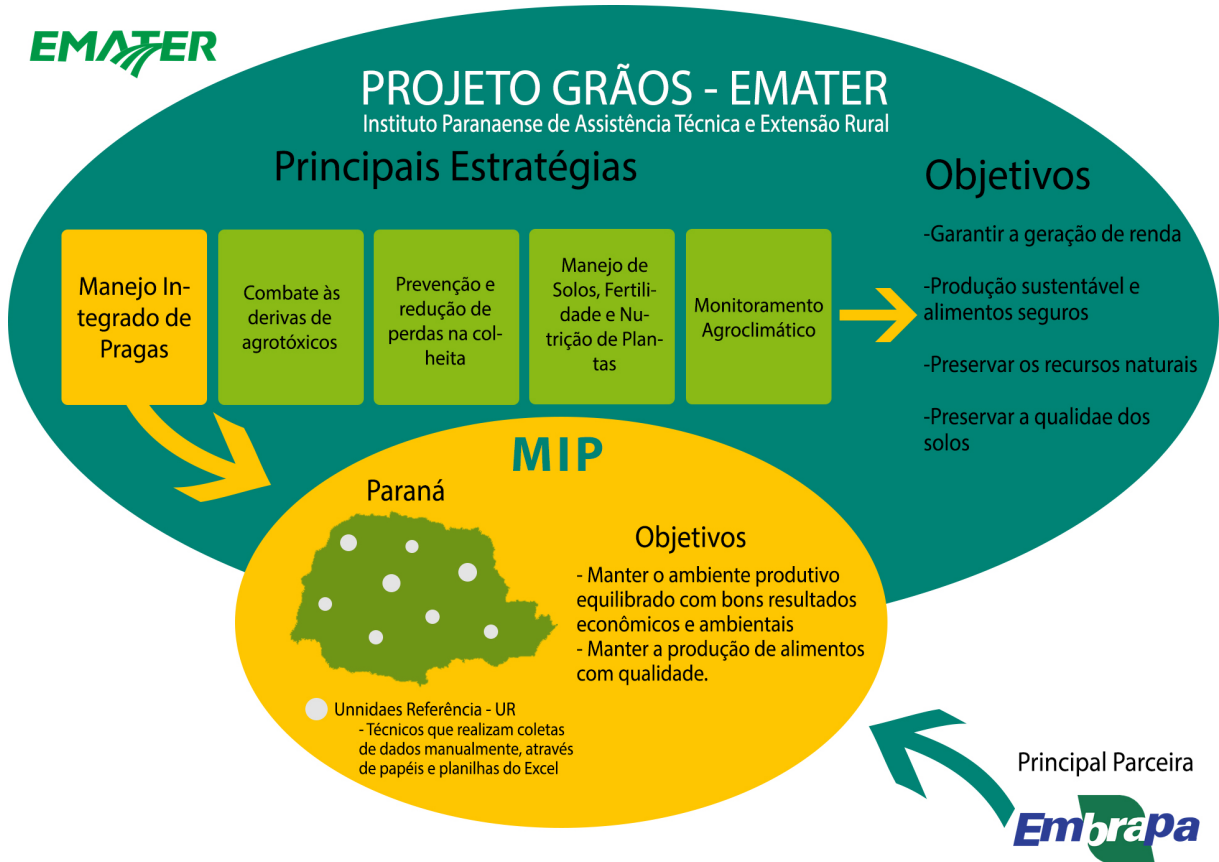 EMATER
PROJETO GRÃOS - EMATER
Instituto Paranaense de Assistência Técnica e Extensão Rural
Principais Estratégias
Manejo In-
tegrado de
Pragas
Combate às
derivas de
agrotóxicos
Prevenção e
redução de
perdas na col-
heita
Manejo de
Solos, Fertili-
dade e Nu-
trição de Plan-
tas
Monitoramento
Agroclimático
Objetivos
-Garantir a geração de renda
-Produção sustentável e
alimentos seguros
-Preservar os recursos naturais
-Preservar a qualidae dos
solos
MIP
Paraná
Objetivos
- Manter o ambiente produtivo
equilibrado com bons resultados
econômicos e ambientais
- Manter a produção de alimentos
com qualidade.
Unnidaes Referência - UR
- Técnicos que realizam coletas
de dados manualmente, através
de papéis e planilhas do Excel
Principal Parceira
Embrapa